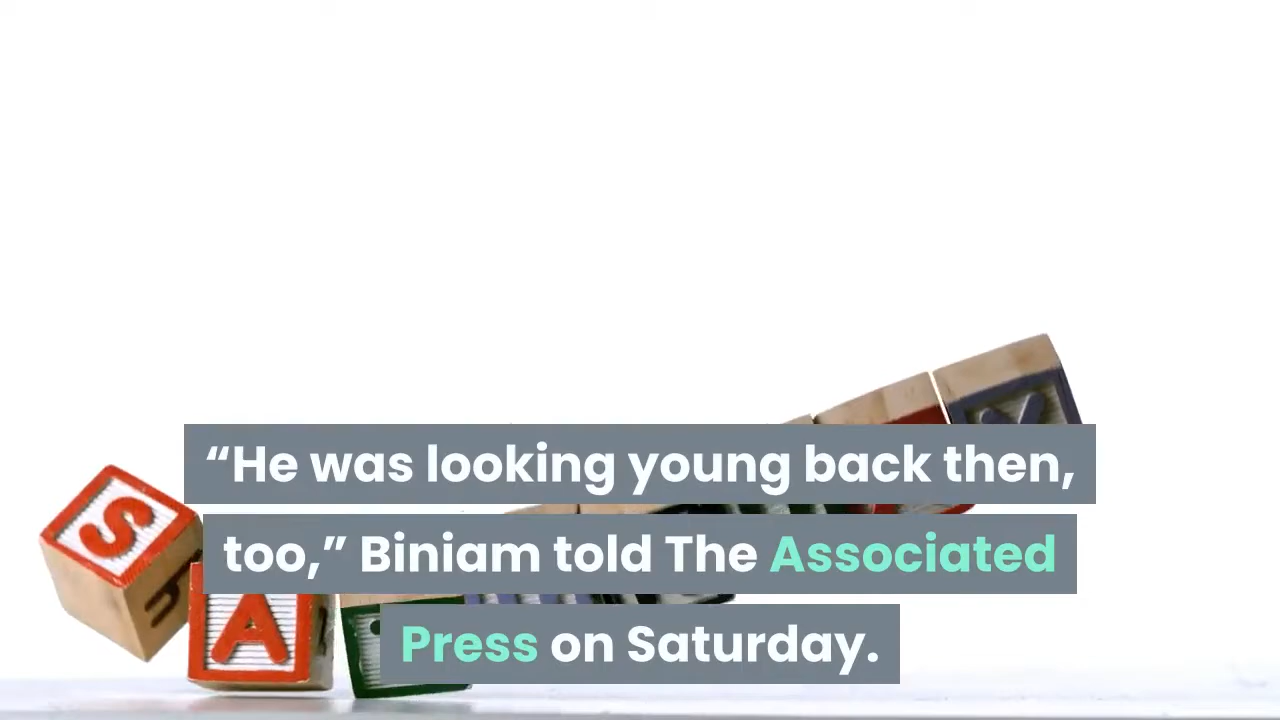 “He was looking young back then,
too,” Biniam told The Associated
Press on Saturday.
S
A
Y